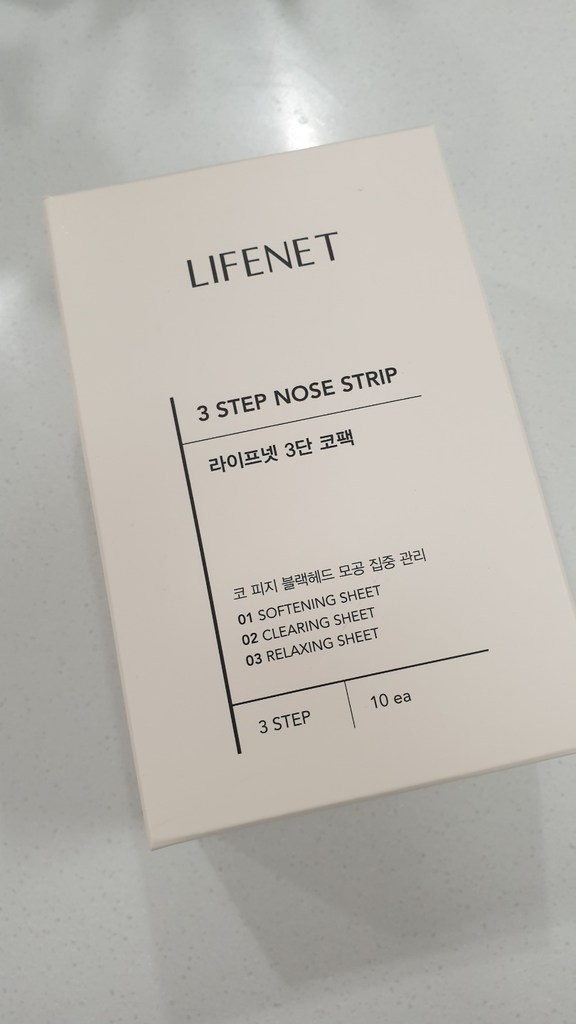 LIFENET
3 STEP NOSE STRIP
라이프넷 3단 코팩
코 피지 블랙헤드 모공 집중 관리
01 SOFTENING SHEET
02 CLEARING SHEET
03 RELAXING SHEET
3 STEP
10 ea